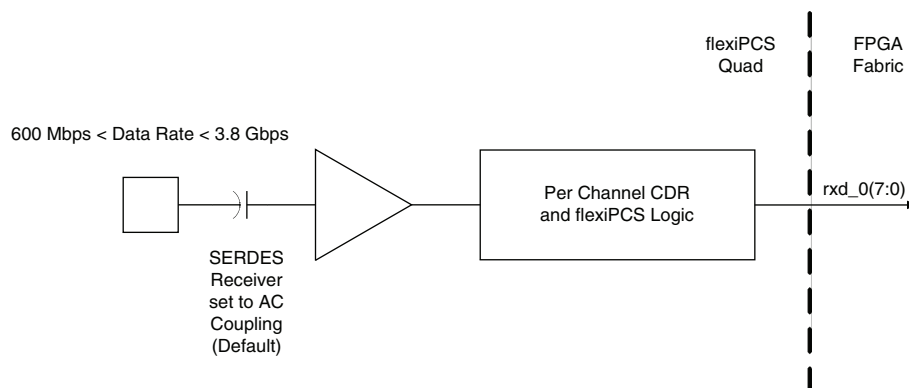 flexiPCS
Quad
FPGA
Fabric
600 Mbps < Data Rate < 3.8 Gbps
Per Channel CDR
and flexiPCS Logic
rxd_0(7:0)
SERDES
Receiver
set to AC
Coupling
(Default)